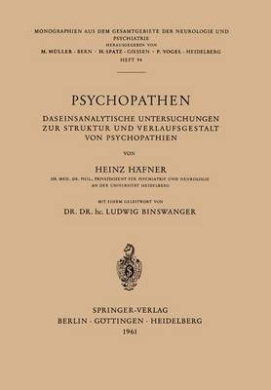 MONOGRAPHIEN AUS DEM GESAMTGEBIETE DER NEUROLOGIE UND
PSYCHIATRIE
HERAUSGEGEBEN VON
M. MÜLLER - BERN • H. SPATZ - GIESSEN • P. VOGEL - HEIDELBERG
HEFT 94
PSYCHOPATHEN
DASEINSANALYTISCHE UNTERSUCHUNGEN
ZUR STRUKTUR UND VERLAUFSGESTALT
VON PSYCHOPATHIEN
VON
HEINZ HÄFNER
DR. MED. DR. PHIL., PRIVATDOZENT FÜR PSYCHIATRIE UND NEUROLOGIE
AN DER UNIVERSITÄT HEIDELBERG
MIT EINEM GELEITWORT VON
DR. DR. hc. LUDWIG BINSWANGER
SPRINGER-VERLAG
BERLIN · GÖTTINGEN · HEIDELBERG
1961